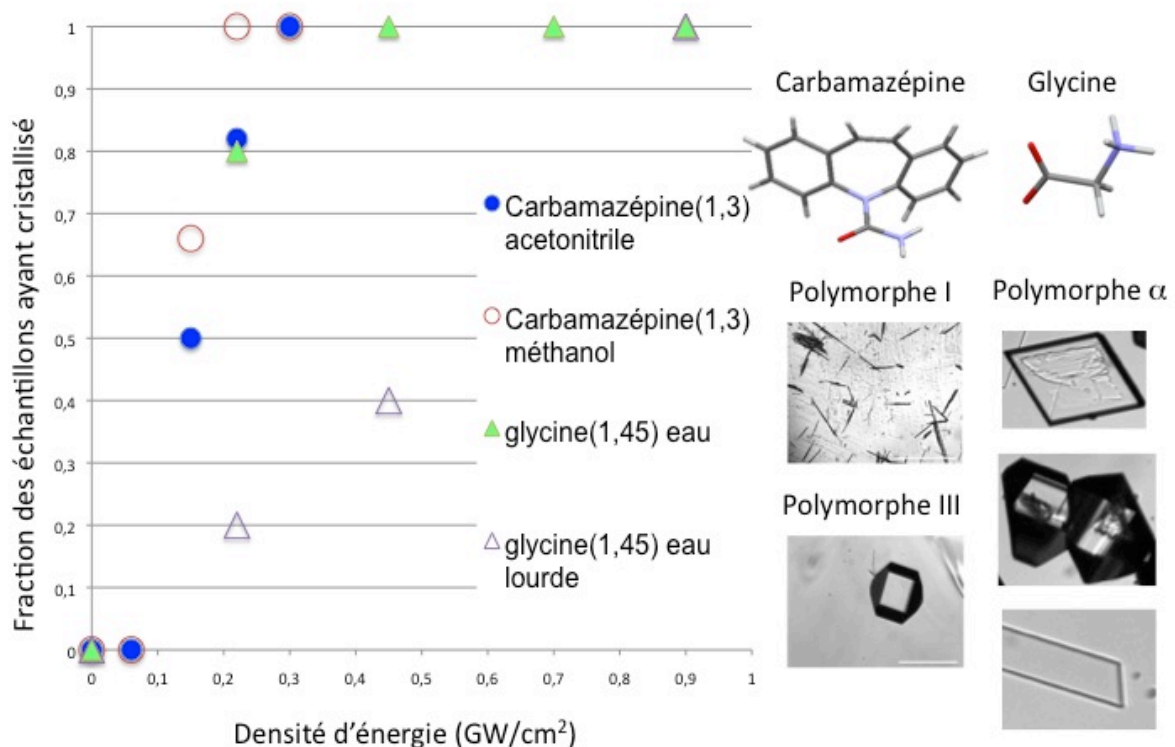 Fraction des échantillons ayant cristallisé
1
0,9
0,8
0,7
0,6
0,5
0,4
0,3
0,2
0,1
0
0 0,1 0,2 0,3 0,4 0,5 0,6 0,7 0,8 0,9 1
Densité d'énergie (GW/cm²)
Carbamazépine(1,3)
acetonitrile
Carbamazépine(1,3)
méthanol
glycine(1,45) eau
glycine(1,45) eau
lourde
Carbamazépine
Glycine
Polymorphe I
Polymorphe α
Polymorphe III